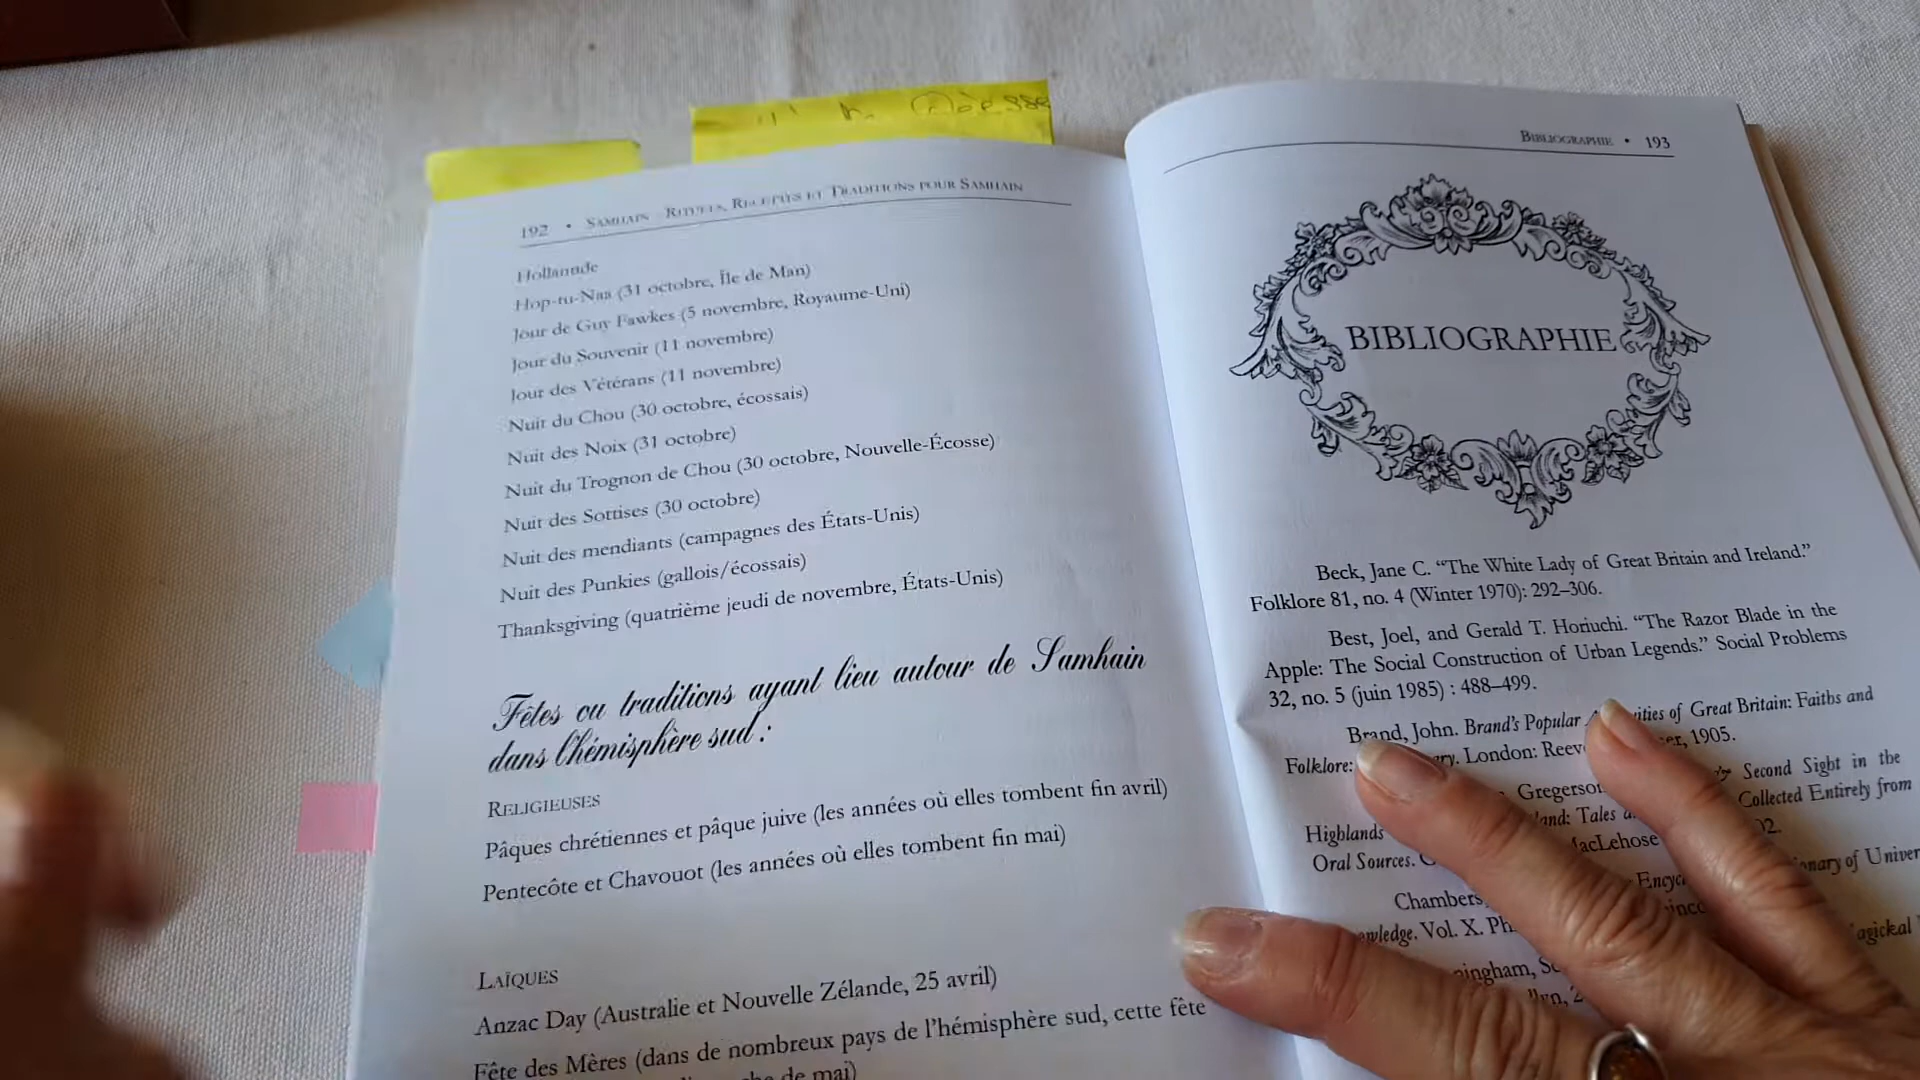 192 • Samhain - Rituels, Recettes et Traditions pour Samhain
Hollantide
Hop-tu-Naa (31 octobre, Île de Man)
Jour de Guy Fawkes (5 novembre, Royaume-Uni)
Jour du Souvenir (11 novembre)
Jour des Vétérans (11 novembre)
Nuit du Chou (30 octobre, écossais)
Nuit des Noix (31 octobre)
Nuit du Trognon de Chou (30 octobre, Nouvelle-Écosse)
Nuit des Sottises (30 octobre)
Nuit des mendiants (campagnes des États-Unis)
Nuit des Punkies (gallois/écossais)
Thanksgiving (quatrième jeudi de novembre, États-Unis)
Fêtes ou traditions ayant lieu autour de Samhain
dans l'hémisphère sud :
Religieuses
Pâques chrétiennes et pâque juive (les années où elles tombent fin avril)
Pentecôte et Chavouot (les années où elles tombent fin mai)
Laïques
Anzac Day (Australie et Nouvelle Zélande, 25 avril)
Fête des Mères (dans de nombreux pays de l'hémisphère sud, cette fête
de mai)
Bibliographie • 193
BIBLIOGRAPHIE
Beck, Jane C. “The White Lady of Great Britain and Ireland.”
Folklore 81, no. 4 (Winter 1970): 292–306.
Best, Joel, and Gerald T. Horiuchi. “The Razor Blade in the
Apple: The Social Construction of Urban Legends.” Social Problems
32, no. 5 (juin 1985) : 488–499.
Brand, John. Brand's Popular of Great Britain: Faiths and
Folklore: London: 1905.
Second Sight in the
Highlands Tales Collected Entirely from
Oral Sources. MacLehose
Chambers, of
Vol. X.